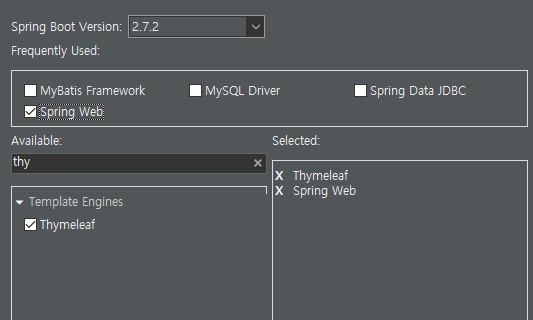 Spring Boot Version: 2.7.2
Frequently Used:
MyBatis Framework MySQL Driver Spring Data JDBC
Spring Web
Available: Selected:
thy
X Thymeleaf
X Spring Web
Template Engines
Thymeleaf